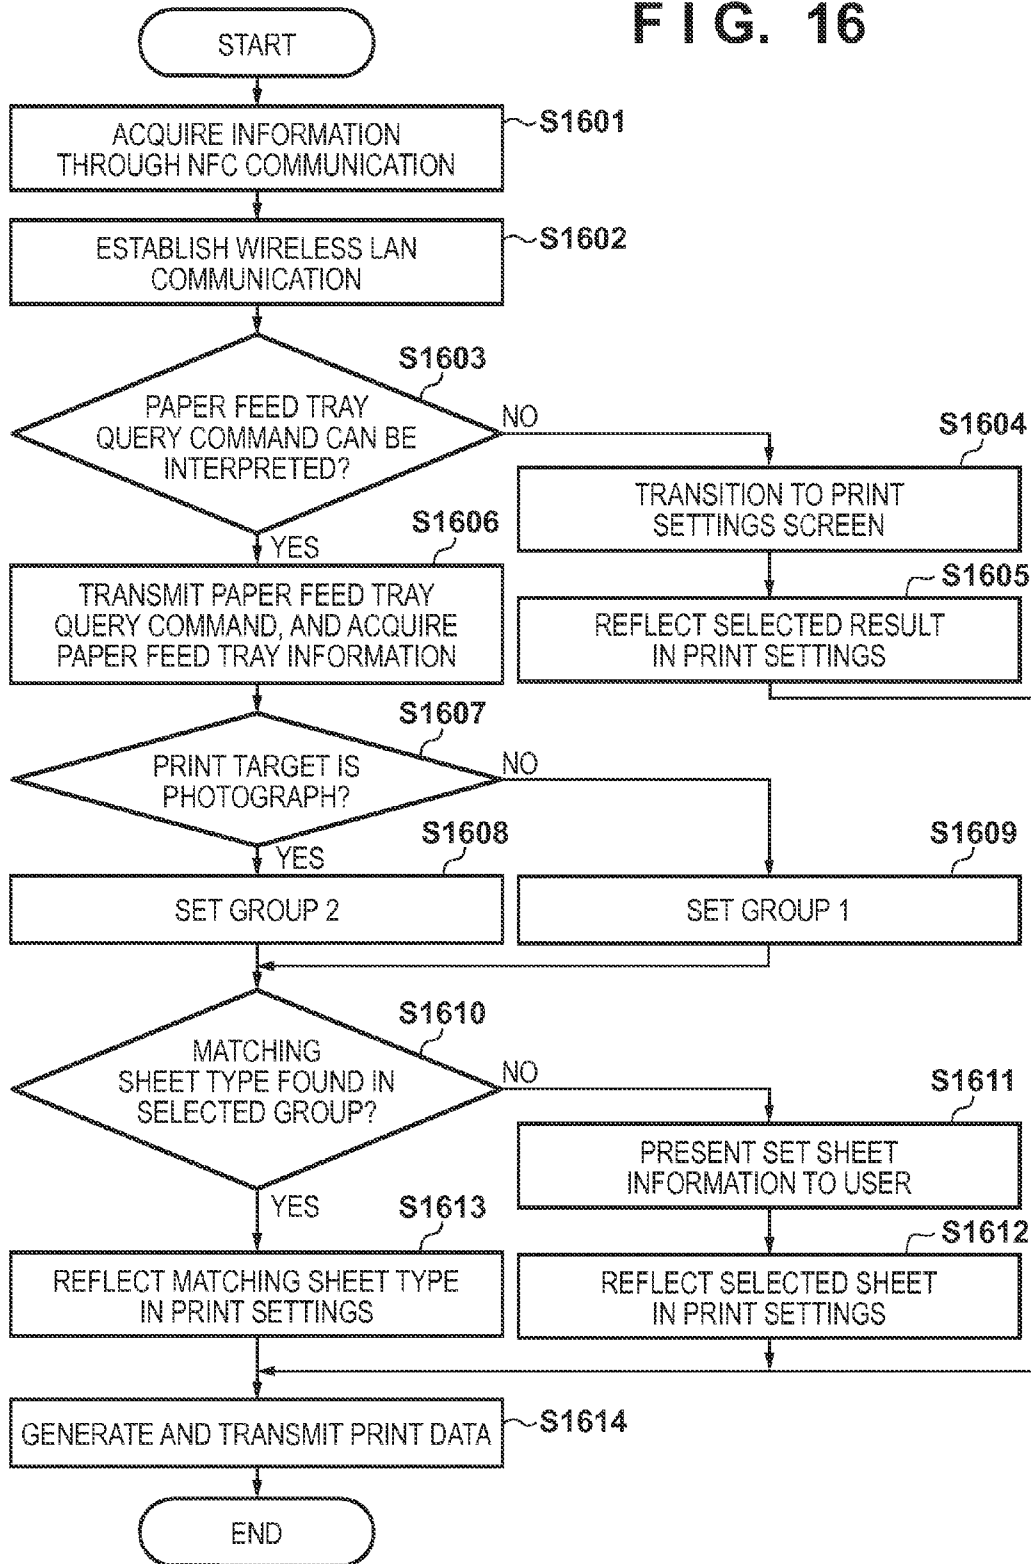 FIG. 16
START
ACQUIRE INFORMATION
THROUGH NFC COMMUNICATION
S1601
ESTABLISH WIRELESS LAN
COMMUNICATION
S1602
S1603
PAPER FEED TRAY
QUERY COMMAND CAN BE
INTERPRETED?
NO
YES
S1604
TRANSITION TO PRINT
SETTINGS SCREEN
S1605
REFLECT SELECTED RESULT
IN PRINT SETTINGS
S1606
TRANSMIT PAPER FEED TRAY
QUERY COMMAND, AND ACQUIRE
PAPER FEED TRAY INFORMATION
S1607
PRINT TARGET IS
PHOTOGRAPH?
NO
YES
S1608
SET GROUP 2
S1609
SET GROUP 1
S1610
MATCHING
SHEET TYPE FOUND IN
SELECTED GROUP?
NO
YES
S1611
PRESENT SET SHEET
INFORMATION TO USER
S1612
REFLECT SELECTED SHEET
IN PRINT SETTINGS
S1613
REFLECT MATCHING SHEET TYPE
IN PRINT SETTINGS
GENERATE AND TRANSMIT PRINT DATA
S1614
END